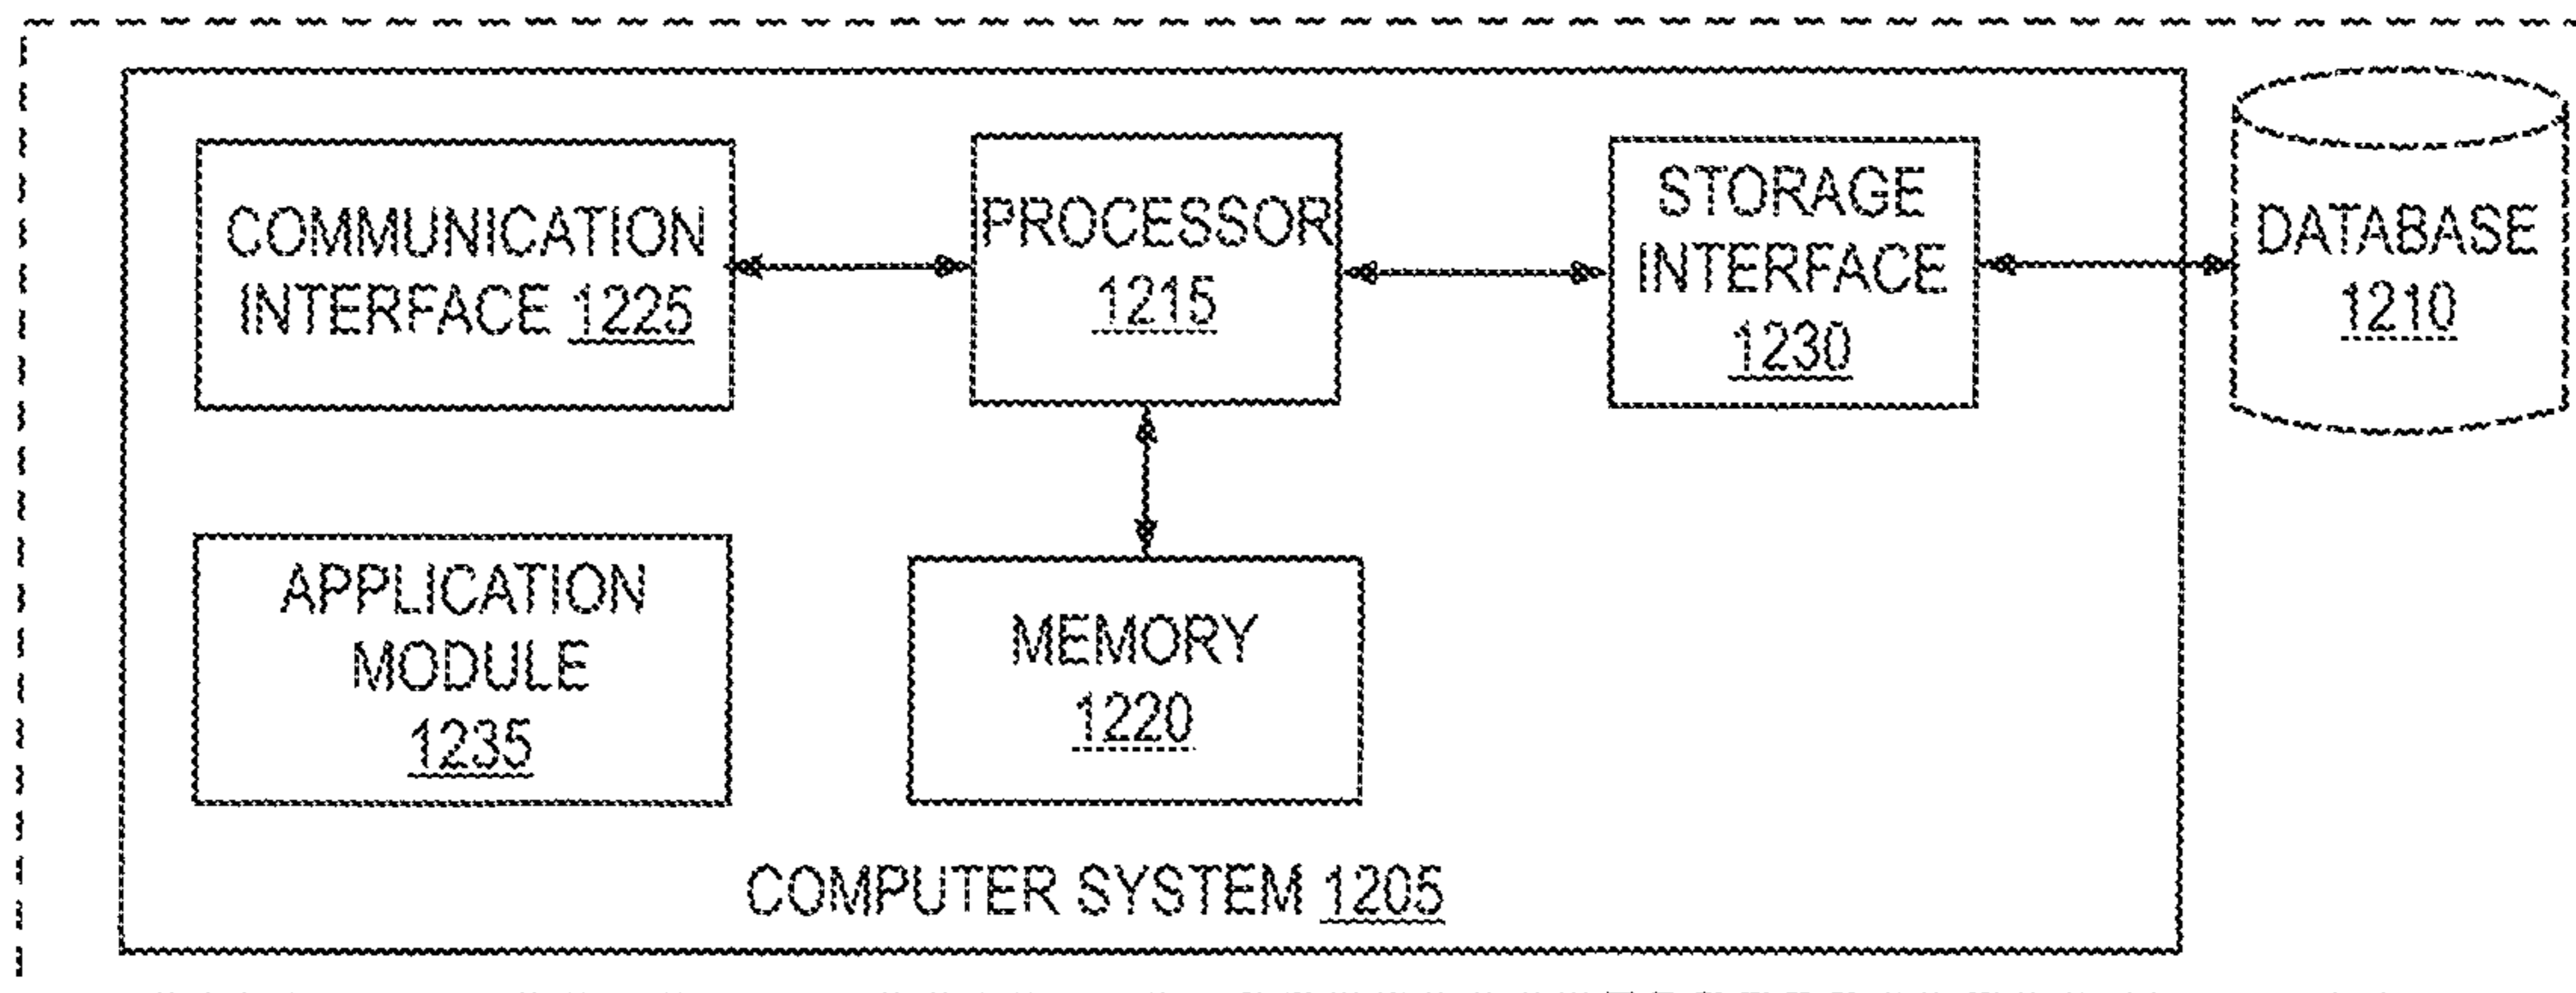 COMMUNICATION
INTERFACE 1225
PROCESSOR
1215
STORAGE
INTERFACE
1230
DATABASE
1210
APPLICATION
MODULE
1235
MEMORY
1220
COMPUTER SYSTEM 1205